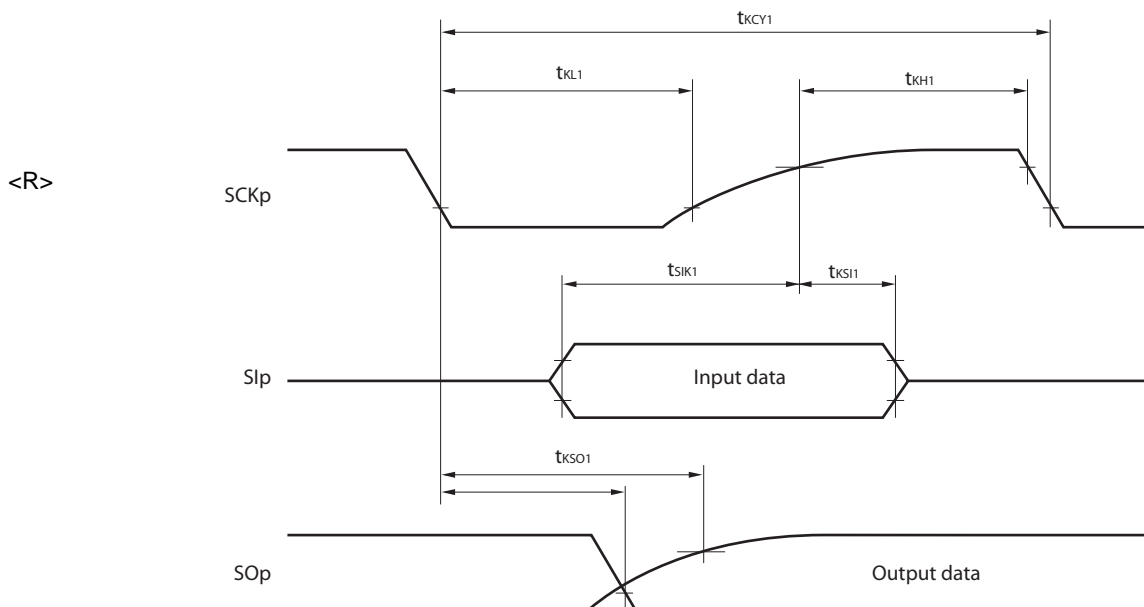 tKCY1
tKL1
tKH1
<R>
SCKp
tSIK1
tKSI1
SIp
Input data
tKSO1
SOp
Output data